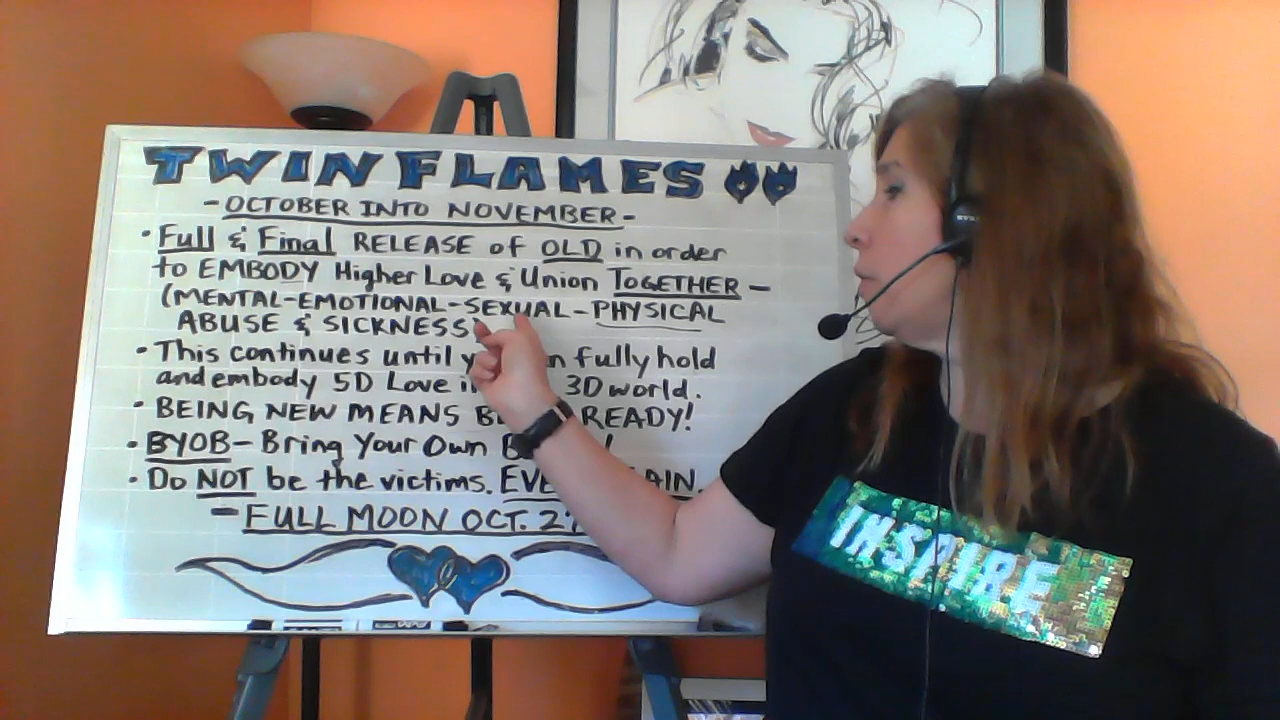 TWIN FLAMES
- OCTOBER INTO NOVEMBER -
• Full & Final RELEASE of OLD in order
to EMBODY Higher Love & Union TOGETHER -
(MENTAL-EMOTIONAL-SEXUAL-PHYSICAL
ABUSE & SICKNESS)
• This continues until fully hold
and embody 5D Love 3D world.
• BEING NEW MEANS READY!
• BYOB - Bring Your Own
• Do NOT be the victims.
- FULL MOON OCT.
INSPIRE